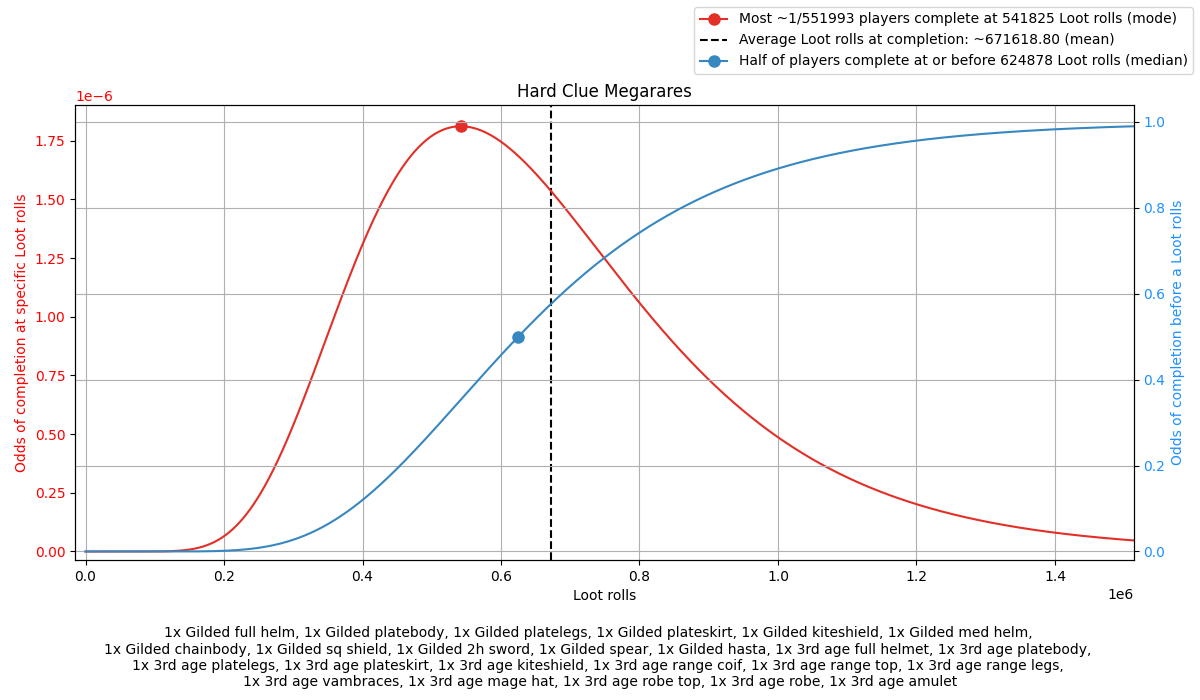 Most ~1/551993 players complete at 541825 Loot rolls (mode)
Average Loot rolls at completion: ~671618.80 (mean)
Half of players complete at or before 624878 Loot rolls (median)
Hard Clue Megarares
1e−6
1.75
1.50
1.25
1.00
0.75
0.50
0.25
0.00
Odds of completion at specific Loot rolls
1.0
0.8
0.6
0.4
0.2
0.0
Odds of completion before a Loot rolls
0.0 0.2 0.4 0.6 0.8 1.0 1.2 1.4
1e6
Loot rolls
1x Gilded full helm, 1x Gilded platebody, 1x Gilded platelegs, 1x Gilded plateskirt, 1x Gilded kiteshield, 1x Gilded med helm,
1x Gilded chainbody, 1x Gilded sq shield, 1x Gilded 2h sword, 1x Gilded spear, 1x Gilded hasta, 1x 3rd age full helmet, 1x 3rd age platebody,
1x 3rd age platelegs, 1x 3rd age plateskirt, 1x 3rd age kiteshield, 1x 3rd age range coif, 1x 3rd age range top, 1x 3rd age range legs,
1x 3rd age vambraces, 1x 3rd age mage hat, 1x 3rd age robe top, 1x 3rd age robe, 1x 3rd age amulet